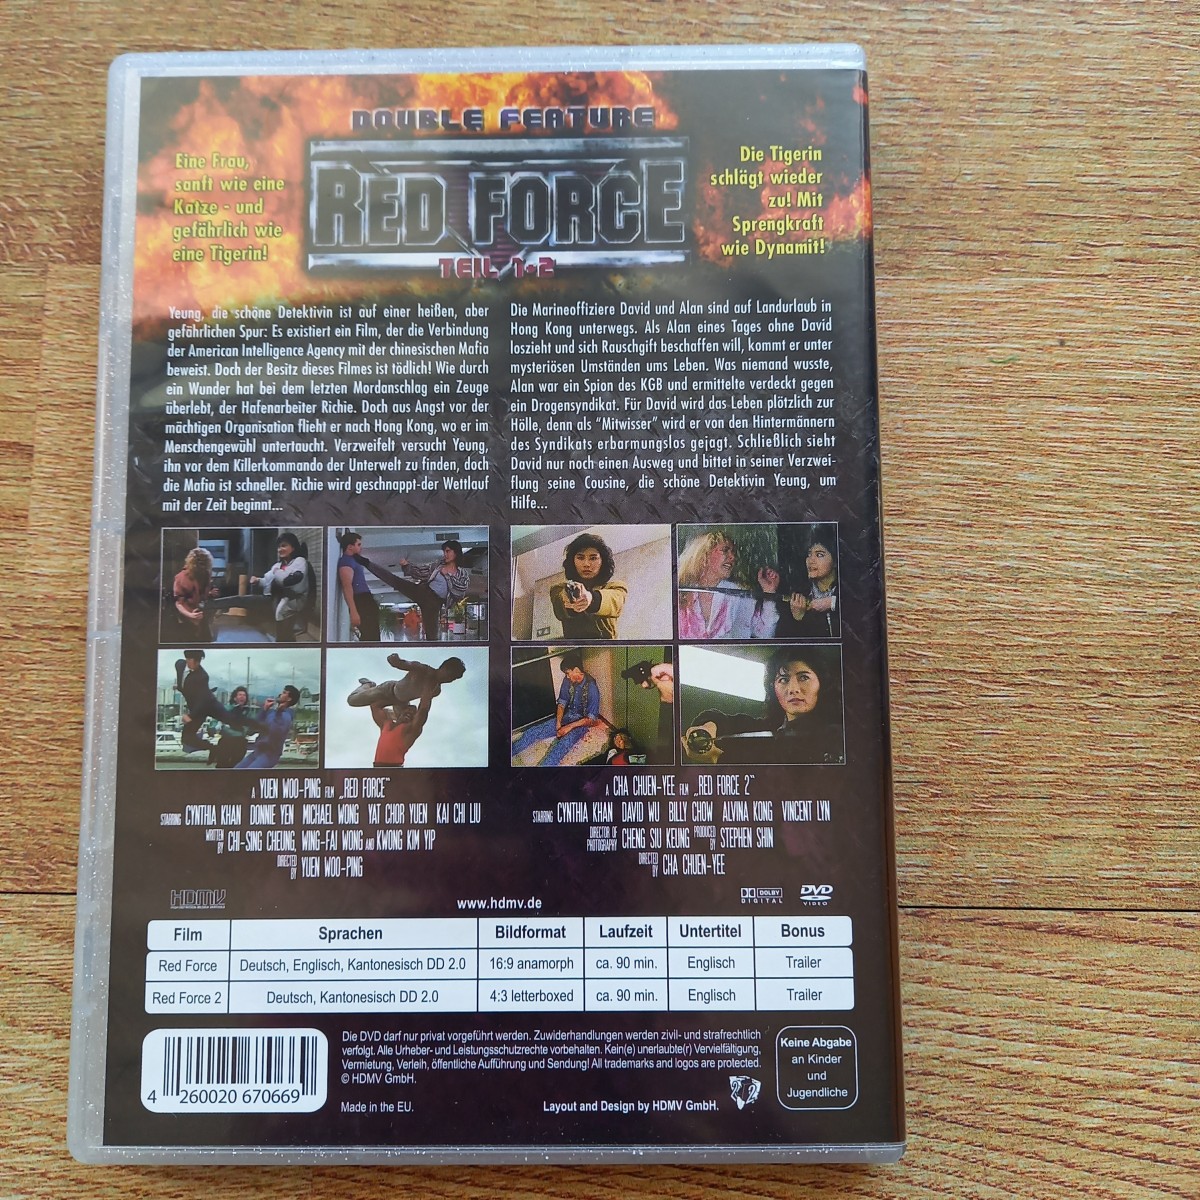 DOUBLE FEATURE
RED FORCE
TEIL 1+2
Eine Frau,
sanft wie eine
Katze - und
gefährlich wie
eine Tigerin!
Die Tigerin
schlägt wieder
zu! Mit
Sprengkraft
wie Dynamit!
Yeung, die schöne Detektivin ist auf einer heißen, aber
gefährlichen Spur: Es existiert ein Film, der die Verbindung
der American Intelligence Agency mit der chinesischen Mafia
beweist. Doch der Besitz dieses Filmes ist tödlich! Wie durch
ein Wunder hat bei dem letzten Mordanschlag ein Zeuge
überlebt, der Hafenarbeiter Richie. Doch aus Angst vor der
mächtigen Organisation flieht er nach Hong Kong, wo er im
Menschengewühl untertaucht. Verzweifelt versucht Yeung,
ihn vor dem Killerkommando der Unterwelt zu finden, doch
die Mafia ist schneller. Richie wird geschnappt-der Wettlauf
mit der Zeit beginnt...
Die Marineoffiziere David und Alan sind auf Landurlaub in
Hong Kong unterwegs. Als Alan eines Tages ohne David
loszieht und sich Rauschgift beschaffen will, kommt er unter
mysteriösen Umständen ums Leben. Was niemand wusste,
Alan war ein Spion des KGB und ermittelte verdeckt gegen
ein Drogensyndikat. Für David wird das Leben plötzlich zur
Hölle, denn als "Mitwisser" wird er von den Hintermännern
des Syndikats erbarmungslos gejagt. Schließlich sieht
David nur noch einen Ausweg und bittet in seiner Verzwei-
flung seine Cousine, die schöne Detektivin Yeung, um
Hilfe...
A YUEN WOO-PING FILM „RED FORCE"
STARRING CYNTHIA KHAN DONNIE YEN MICHAEL WONG YAT CHOR YUEN KAI CHI LIU
WRITTEN BY CHI-SING CHEUNG, WING-FAI WONG AND KWONG KIM YIP
DIRECTED BY YUEN WOO-PING
A CHA CHUEN-YEE FILM „RED FORCE 2"
STARRING CYNTHIA KHAN DAVID WU BILLY CHOW ALVINA KONG VINCENT LYN
DIRECTOR OF PHOTOGRAPHY CHENG SIU KEUNG PRODUCED BY STEPHEN SHIN
DIRECTED BY CHA CHUEN-YEE
HDMV
www.hdmv.de
DOLBY
DIGITAL
DVD
VIDEO
Film Sprachen Bildformat Laufzeit Untertitel Bonus
Red Force Deutsch, Englisch, Kantonesisch DD 2.0 16:9 anamorph ca. 90 min. Englisch Trailer
Red Force 2 Deutsch, Kantonesisch DD 2.0 4:3 letterboxed ca. 90 min. Englisch Trailer
4 260020 670669
Die DVD darf nur privat vorgeführt werden. Zuwiderhandlungen werden zivil- und strafrechtlich
verfolgt. Alle Urheber- und Leistungsschutzrechte vorbehalten. Kein(e) unerlaubte(r) Vervielfältigung,
Vermietung, Verleih, öffentliche Aufführung und Sendung! All trademarks and logos are protected.
© HDMV GmbH.
Made in the EU.
Layout and Design by HDMV GmbH.
2 2
Keine Abgabe
an Kinder
und
Jugendliche